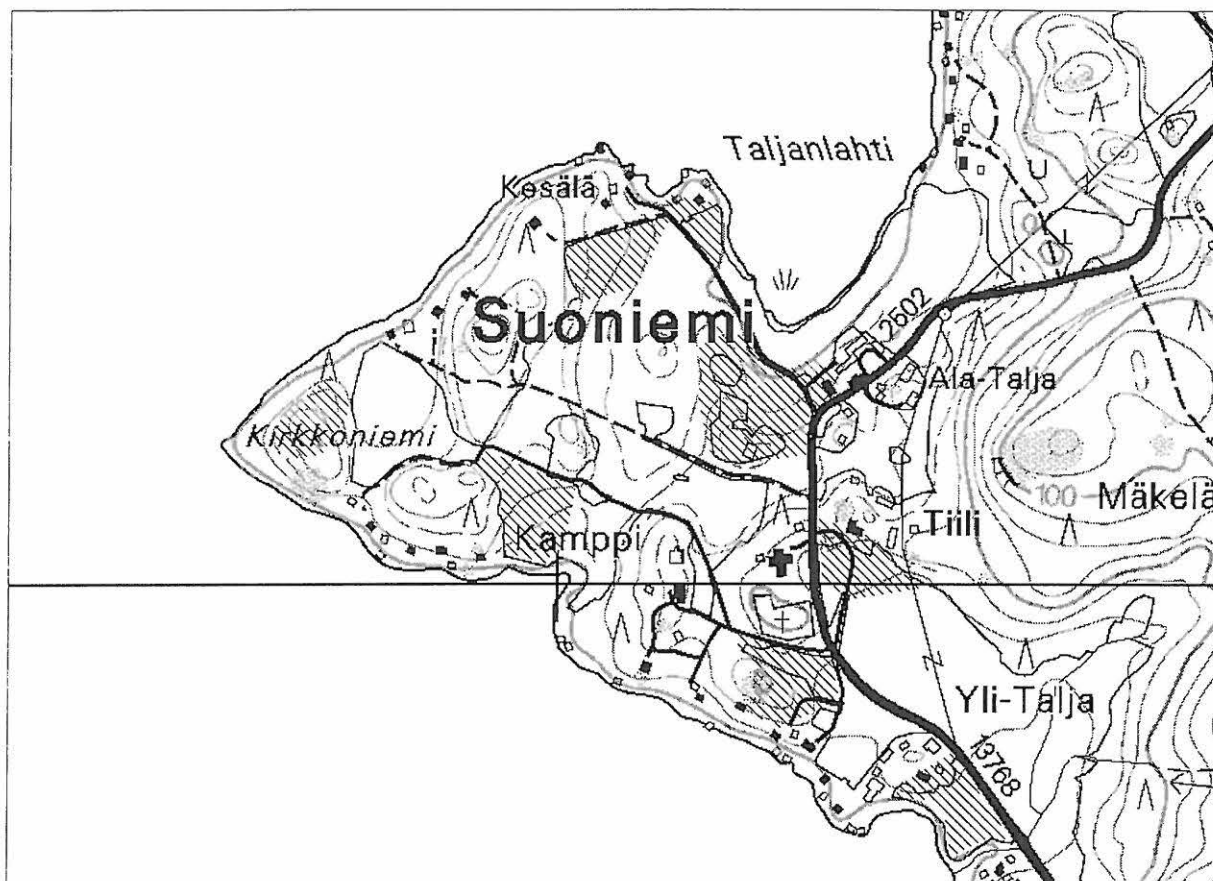 Taljanlahti
Kesälä
U
Suoniemi
2502
Ala-Talja
Kirkkoniemi
100
Mäkelä
Kamppi
Tiili
Yli-Talja
13768